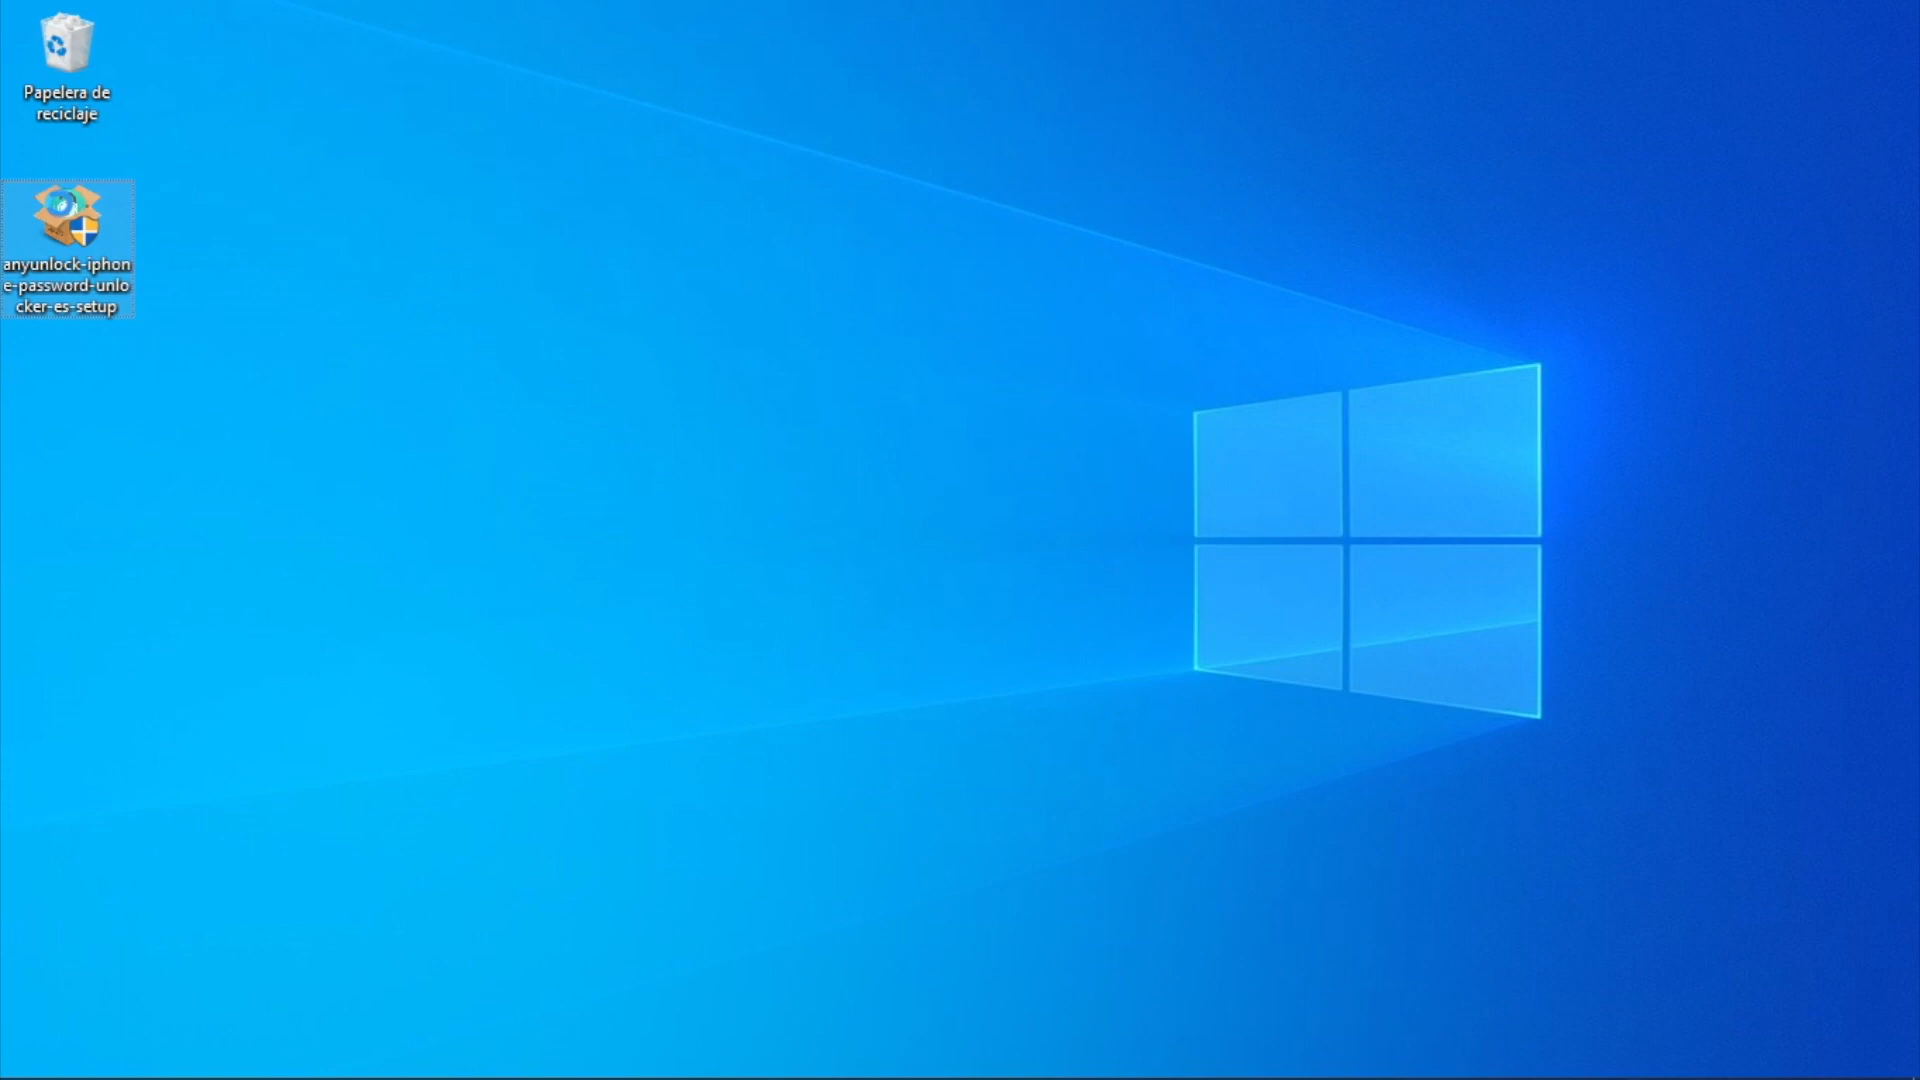 Papelera de
reciclaje
anyunlock-iphon
e-password-unlo
cker-es-setup